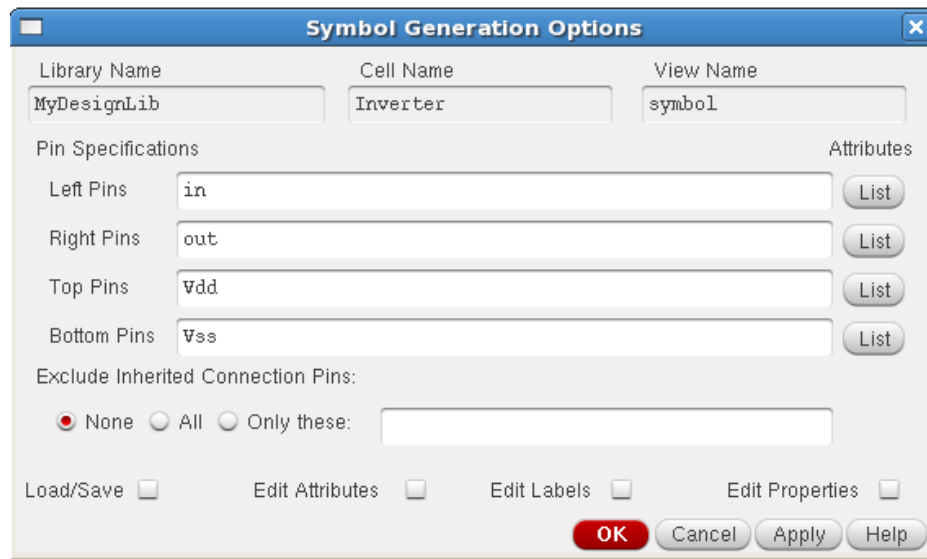 Symbol Generation Options
Library Name Cell Name View Name
MyDesignLib Inverter symbol
Pin Specifications Attributes
Left Pins in List
Right Pins out List
Top Pins Vdd List
Bottom Pins Vss List
Exclude Inherited Connection Pins:
None All Only these:
Load/Save Edit Attributes Edit Labels Edit Properties
OK Cancel Apply Help